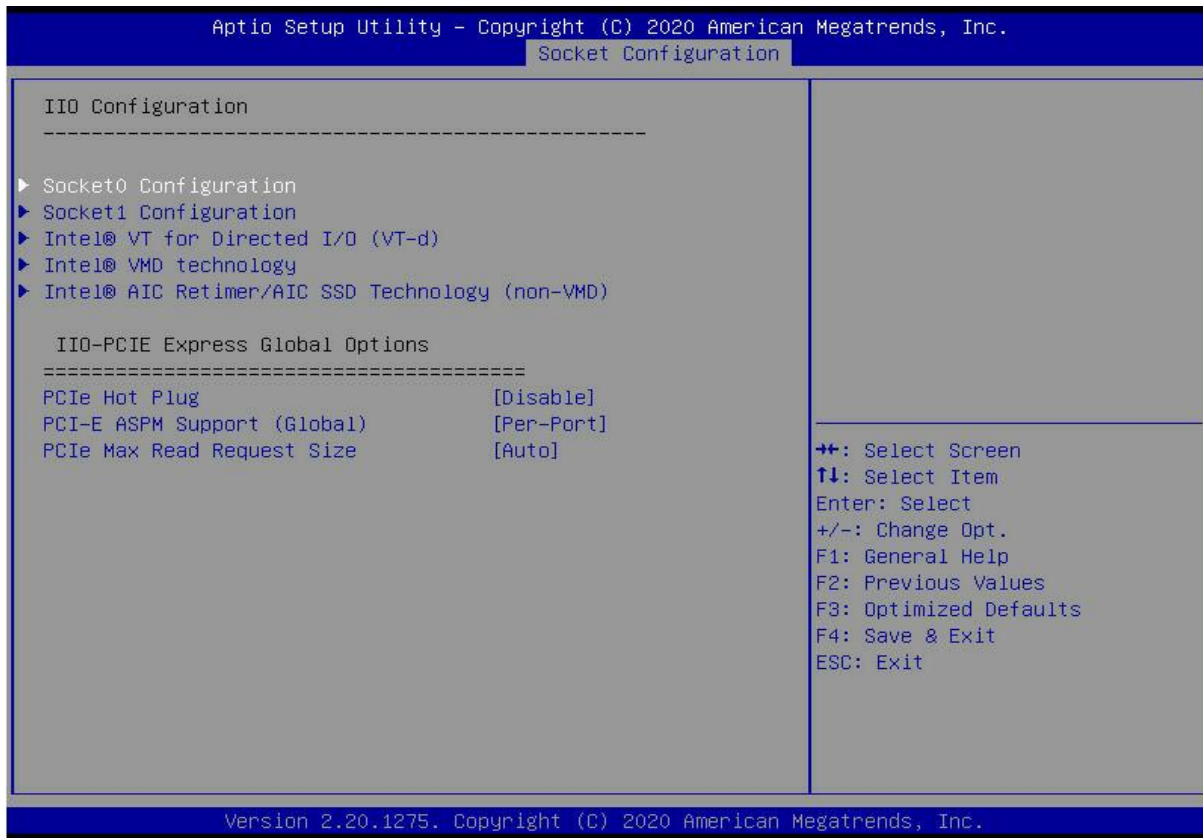 Aptio Setup Utility – Copyright (C) 2020 American Megatrends, Inc.
Socket Configuration
IIO Configuration
--------------------------------------------------
▶ Socket0 Configuration
▶ Socket1 Configuration
▶ Intel® VT for Directed I/O (VT-d)
▶ Intel® VMD technology
▶ Intel® AIC Retimer/AIC SSD Technology (non-VMD)
IIO-PCIE Express Global Options
========================================
PCIe Hot Plug [Disable]
PCI-E ASPM Support (Global) [Per-Port]
PCIe Max Read Request Size [Auto]
→←: Select Screen
↑↓: Select Item
Enter: Select
+/-: Change Opt.
F1: General Help
F2: Previous Values
F3: Optimized Defaults
F4: Save & Exit
ESC: Exit
Version 2.20.1275. Copyright (C) 2020 American Megatrends, Inc.